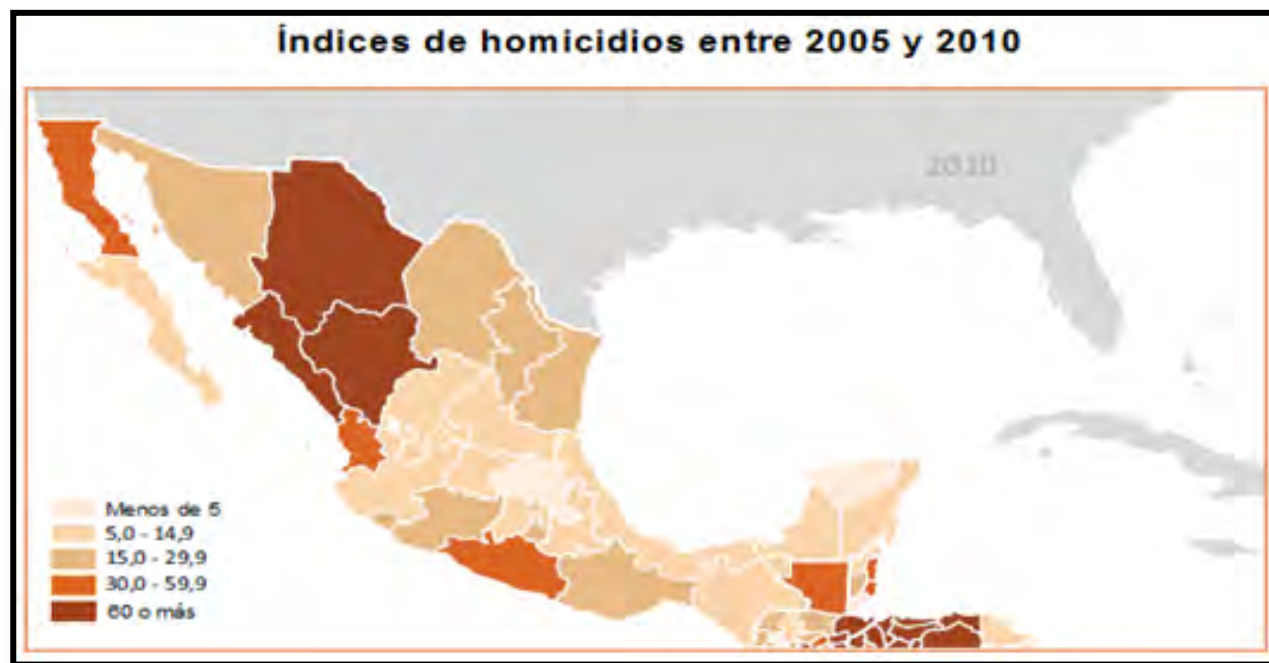 Índices de homicidios entre 2005 y 2010
2010
Menos de 5
5,0 - 14,9
15,0 - 29,9
30,0 - 59,9
60 o más